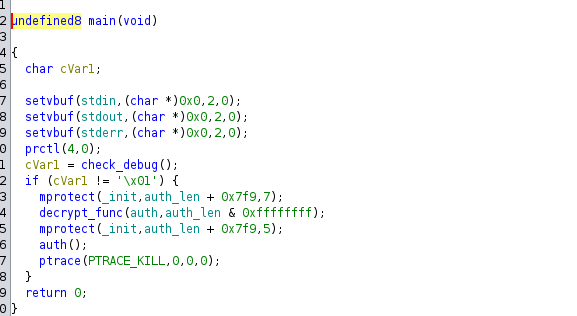 1
2 undefined8 main(void)
3
4 {
5 char cVar1;
6
7 setvbuf(stdin,(char *)0x0,2,0);
8 setvbuf(stdout,(char *)0x0,2,0);
9 setvbuf(stderr,(char *)0x0,2,0);
0 prctl(4,0);
1 cVar1 = check_debug();
2 if (cVar1 != '\x01') {
3 mprotect(_init,auth_len + 0x7f9,7);
4 decrypt_func(auth,auth_len & 0xffffffff);
5 mprotect(_init,auth_len + 0x7f9,5);
6 auth();
7 ptrace(PTRACE_KILL,0,0,0);
8 }
9 return 0;
0 }